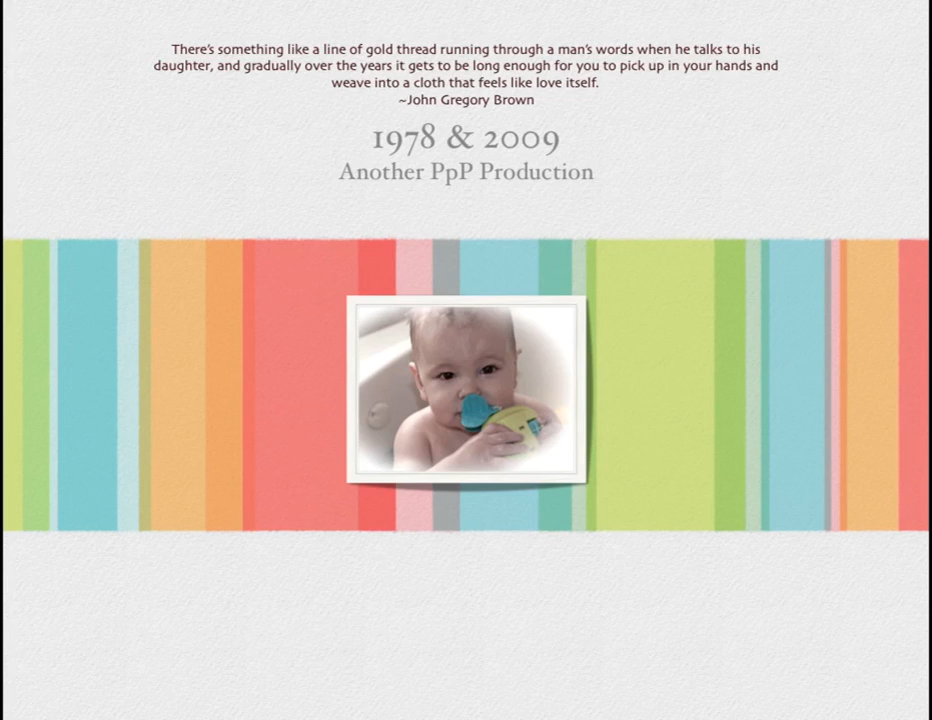 There's something like a line of gold thread running through a man's words when he talks to his
daughter, and gradually over the years it gets to be long enough for you to pick up in your hands and
weave into a cloth that feels like love itself.
~John Gregory Brown
1978 & 2009
Another PpP Production